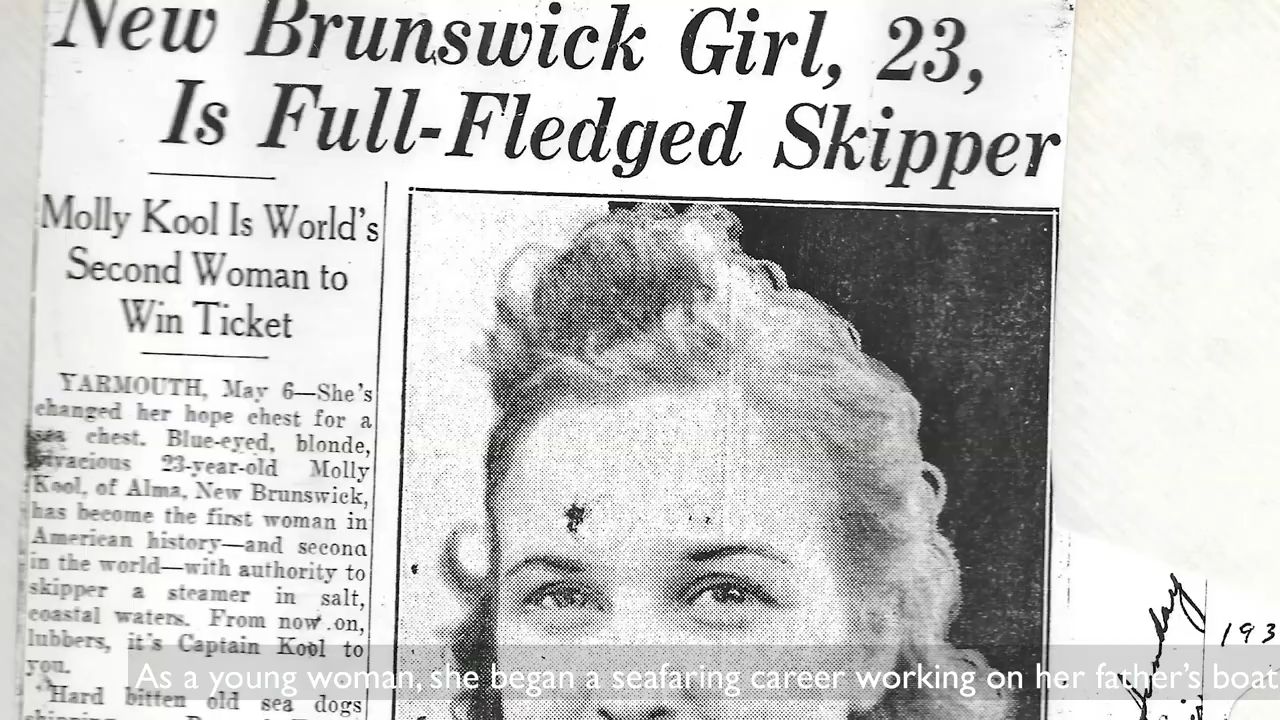 New Brunswick Girl, 23,
Is Full-Fledged Skipper
Molly Kool Is World's
Second Woman to
Win Ticket
YARMOUTH, May 6—She's
changed her hope chest for a
sea chest. Blue-eyed, blonde,
vivacious 23-year-old Molly
Kool, of Alma, New Brunswick,
has become the first woman in
American history—and second
in the world—with authority to
skipper a steamer in salt,
coastal waters. From now on,
lubbers, it's Captain Kool to
you.
Hard bitten old sea dogs
Sunday
193
As a young woman, she began a seafaring career working on her father's boat